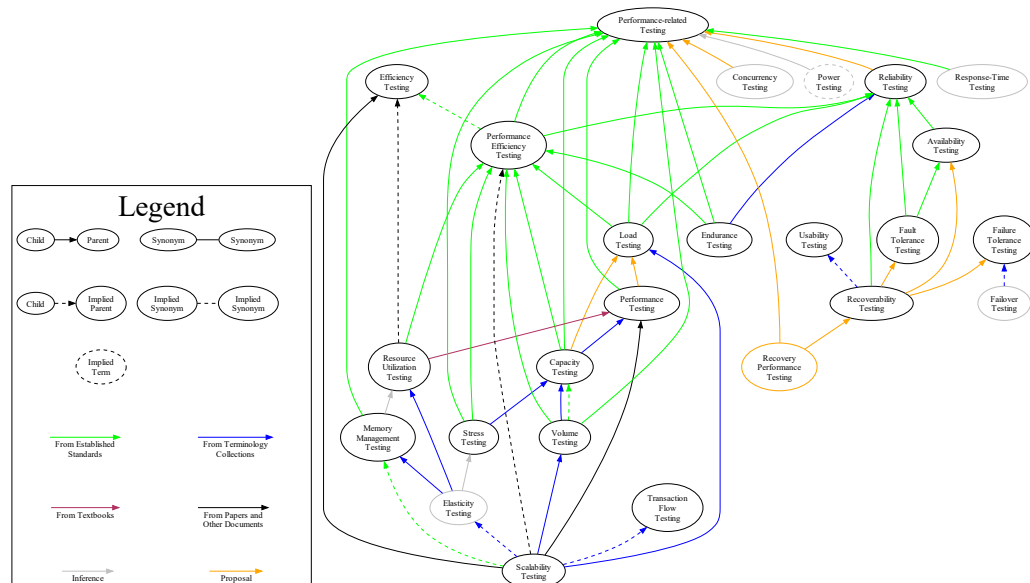 Performance-related
Testing
Efficiency
Testing
Concurrency
Testing
Power
Testing
Reliability
Testing
Response-Time
Testing
Performance
Efficiency
Testing
Availability
Testing
Legend
Child
Parent
Synonym
Synonym
Load
Testing
Endurance
Testing
Usability
Testing
Fault
Tolerance
Testing
Failure
Tolerance
Testing
Child
Implied
Parent
Implied
Synonym
Implied
Synonym
Performance
Testing
Recoverability
Testing
Failover
Testing
Implied
Term
Resource
Utilization
Testing
Capacity
Testing
Recovery
Performance
Testing
From Established
Standards
From Terminology
Collections
Memory
Management
Testing
Stress
Testing
Volume
Testing
From Textbooks
From Papers and
Other Documents
Elasticity
Testing
Transaction
Flow
Testing
Inference
Proposal
Scalability
Testing